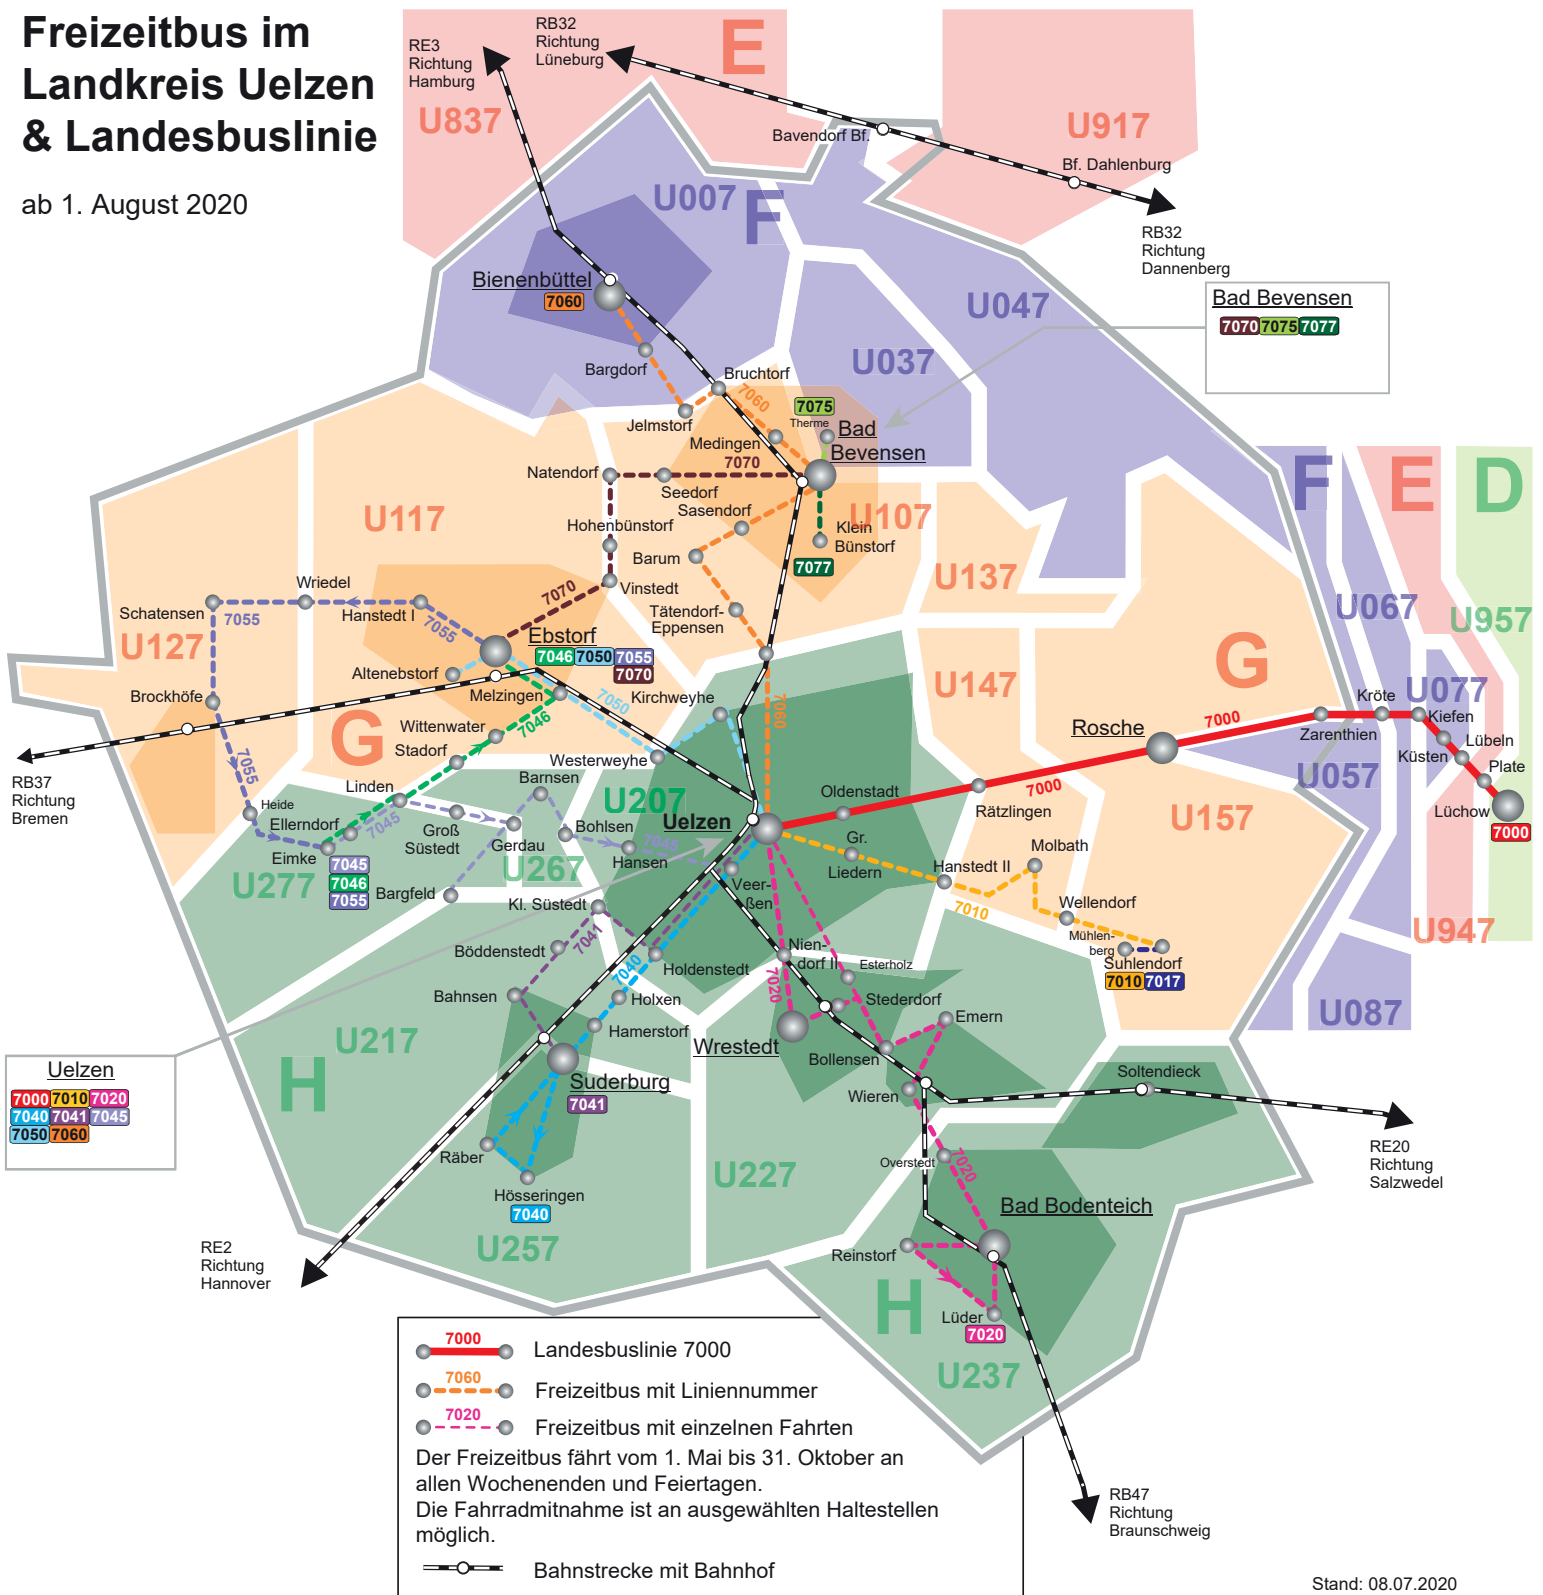 Freizeitbus im
Landkreis Uelzen
& Landesbuslinie
ab 1. August 2020
RE3
Richtung
Hamburg
RB32
Richtung
Lüneburg
E
U837
U917
Bavendorf Bf.
Bf. Dahlenburg
RB32
Richtung
Dannenberg
U007
F
Bienenbüttel
7060
U047
Bad Bevensen
7070 7075 7077
U037
Bargdorf
Bruchtorf
7060
Jelmstorf
7075
Therme
Medingen
Bad
Bevensen
Natendorf
7070
Seedorf
Sasendorf
U107
Klein
Bünstorf
7077
Hohenbünstorf
Barum
Vinstedt
Tätendorf-
Eppensen
U117
U137
F
E
D
U067
U957
Wriedel
Schatensen
7055
Hanstedt I
7055
7070
U127
Ebstorf
7046 7050 7055
7070
Altenebstorf
Melzingen
7050
Kirchweyhe
7060
U147
G
Brockhöfe
G
Wittenwater
7046
Stadorf
Westerweyhe
Rosche
7000
Zarenthien
Kröte
U077
Kiefen
Lübeln
Küsten
Plate
Lüchow
7000
U057
RB37
Richtung
Bremen
7055
Linden
Barnsen
U207
Uelzen
Oldenstadt
7000
Rätzlingen
U157
Heide
Ellerndorf
7045
Groß
Süstedt
Gerdau
Bohlsen
7045
Hansen
Eimke
7045
7046
7055
U277
Bargfeld
U267
Veer-
ßen
Gr.
Liedern
Hanstedt II
Molbath
7010
Wellendorf
Mühlen-
berg
Suhlendorf
7010 7017
U947
Kl. Süstedt
7041
Böddenstedt
Holdenstedt
7040
Nien-
dorf II
7020
Esterholz
Stederdorf
Bahnsen
Holxen
Hamerstorf
Emern
Wrestedt
Bollensen
U087
U217
H
Uelzen
7000 7010 7020
7040 7041 7045
7050 7060
Suderburg
7041
Wieren
Soltendieck
RE20
Richtung
Salzwedel
Räber
Hösseringen
7040
U227
Overstedt
7020
Bad Bodenteich
U257
RE2
Richtung
Hannover
Reinstorf
H
Lüder
7020
U237
7000
Landesbuslinie 7000
7060
Freizeitbus mit Liniennummer
7020
Freizeitbus mit einzelnen Fahrten
Der Freizeitbus fährt vom 1. Mai bis 31. Oktober an
allen Wochenenden und Feiertagen.
Die Fahrradmitnahme ist an ausgewählten Haltestellen
möglich.
Bahnstrecke mit Bahnhof
RB47
Richtung
Braunschweig
Stand: 08.07.2020